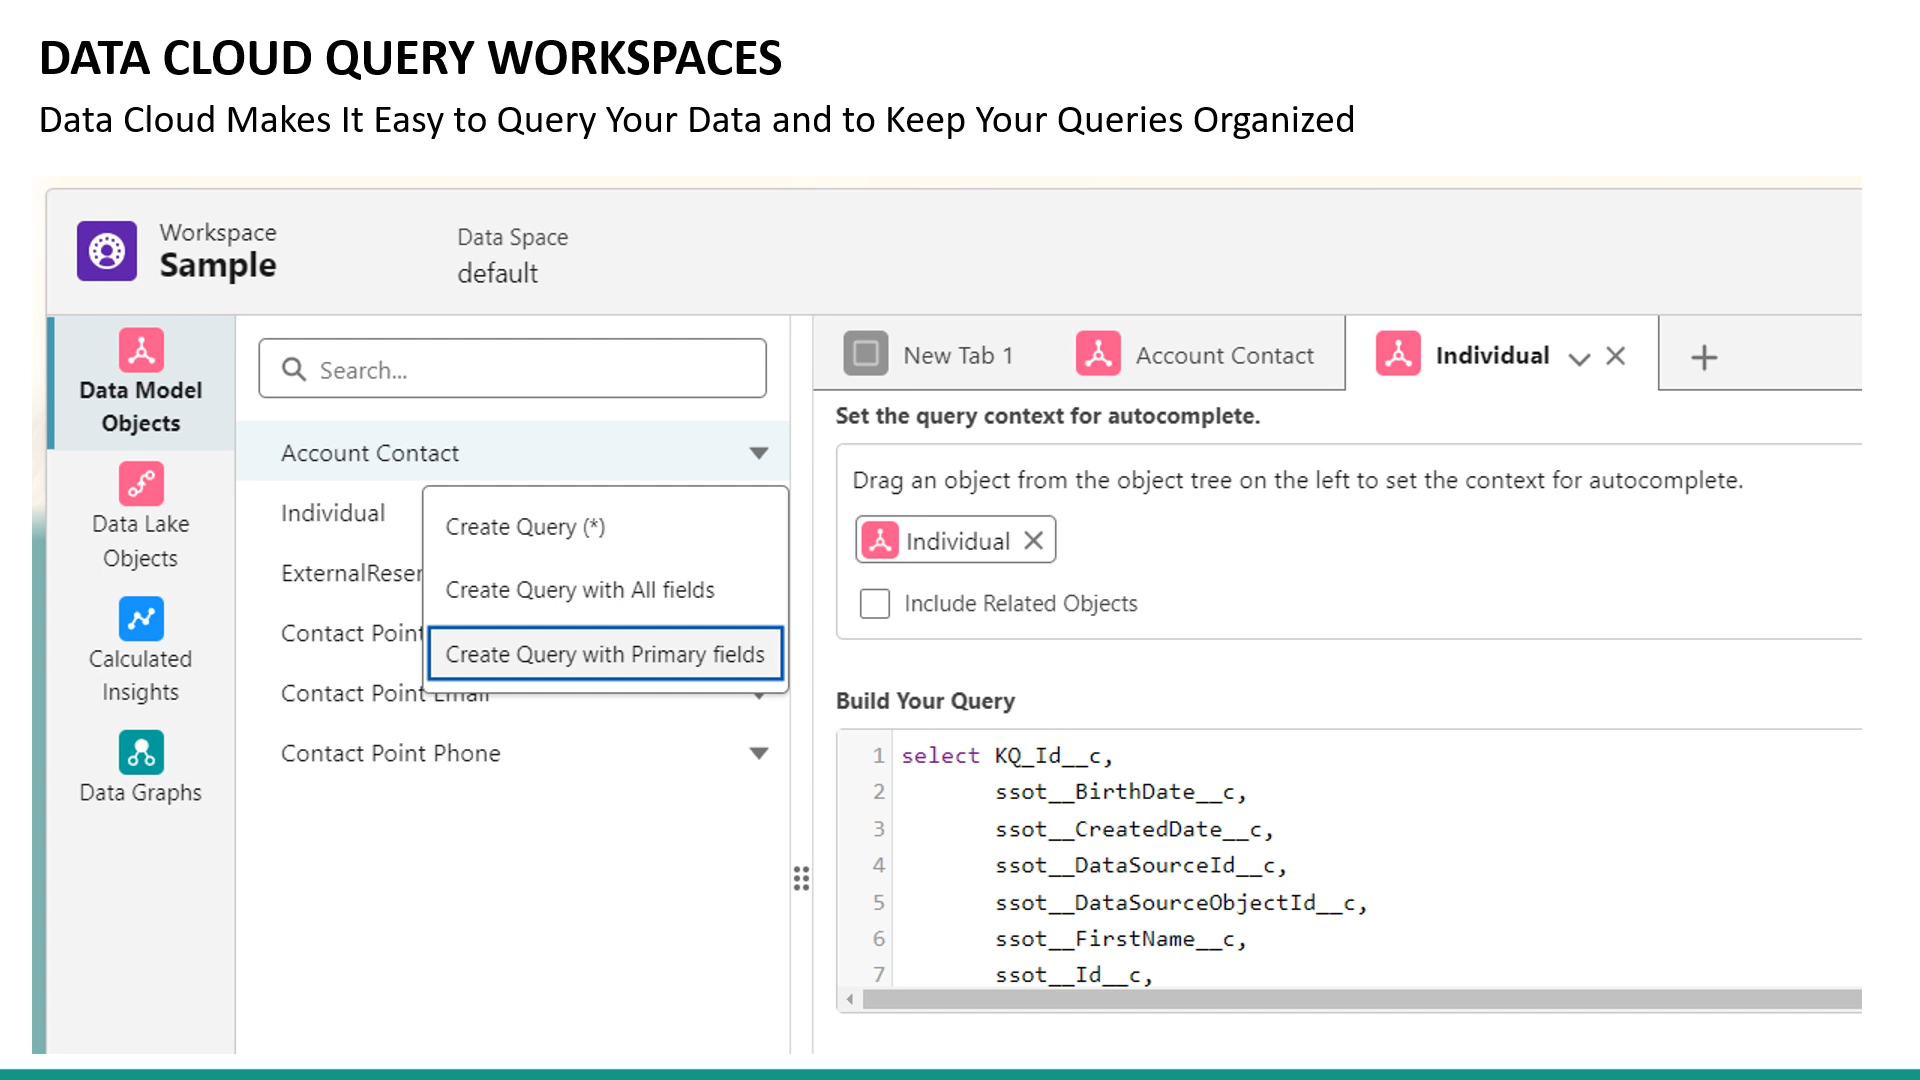 DATA CLOUD QUERY WORKSPACES
Data Cloud Makes It Easy to Query Your Data and to Keep Your Queries Organized
Workspace
Sample
Data Space
default
Data Model
Objects
Data Lake
Objects
Calculated
Insights
Data Graphs
Search...
Account Contact
Individual
Contact Point
Contact Point Email
Contact Point Phone
Create Query (*)
Create Query with All fields
Create Query with Primary fields
New Tab 1
Account Contact
Individual
Set the query context for autocomplete.
Drag an object from the object tree on the left to set the context for autocomplete.
Individual
Include Related Objects
Build Your Query
1 select KQ_Id__c,
2 ssot__BirthDate__c,
3 ssot__CreatedDate__c,
4 ssot__DataSourceId__c,
5 ssot__DataSourceObjectId__c,
6 ssot__FirstName__c,
7 ssot__Id__c,